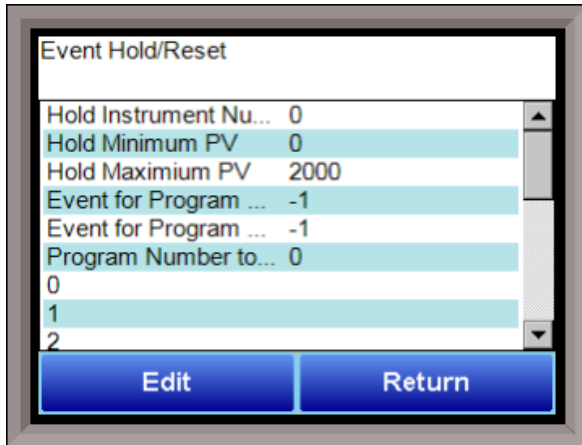 Event Hold/Reset
Hold Instrument Nu... 0
Hold Minimum PV 0
Hold Maximium PV 2000
Event for Program ... -1
Event for Program ... -1
Program Number to... 0
0
1
2
Edit Return